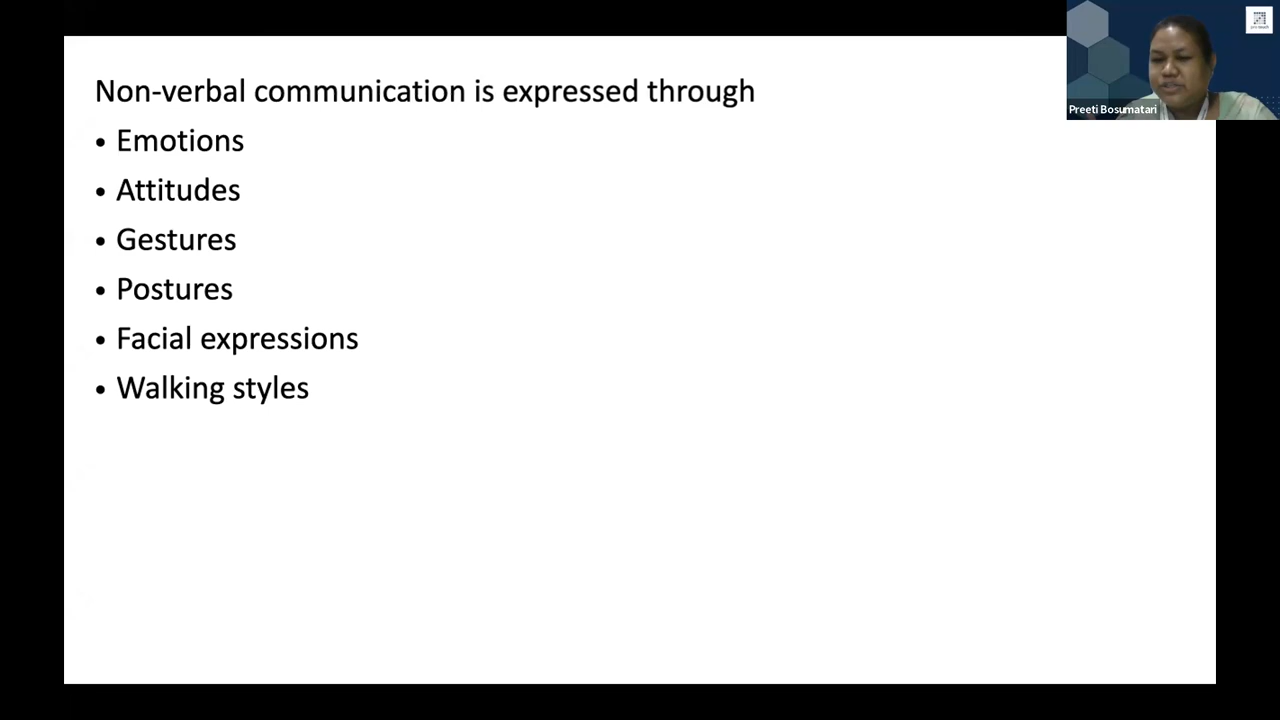 Non-verbal communication is expressed through
• Emotions
• Attitudes
• Gestures
• Postures
• Facial expressions
• Walking styles
Preeti Bosumatari